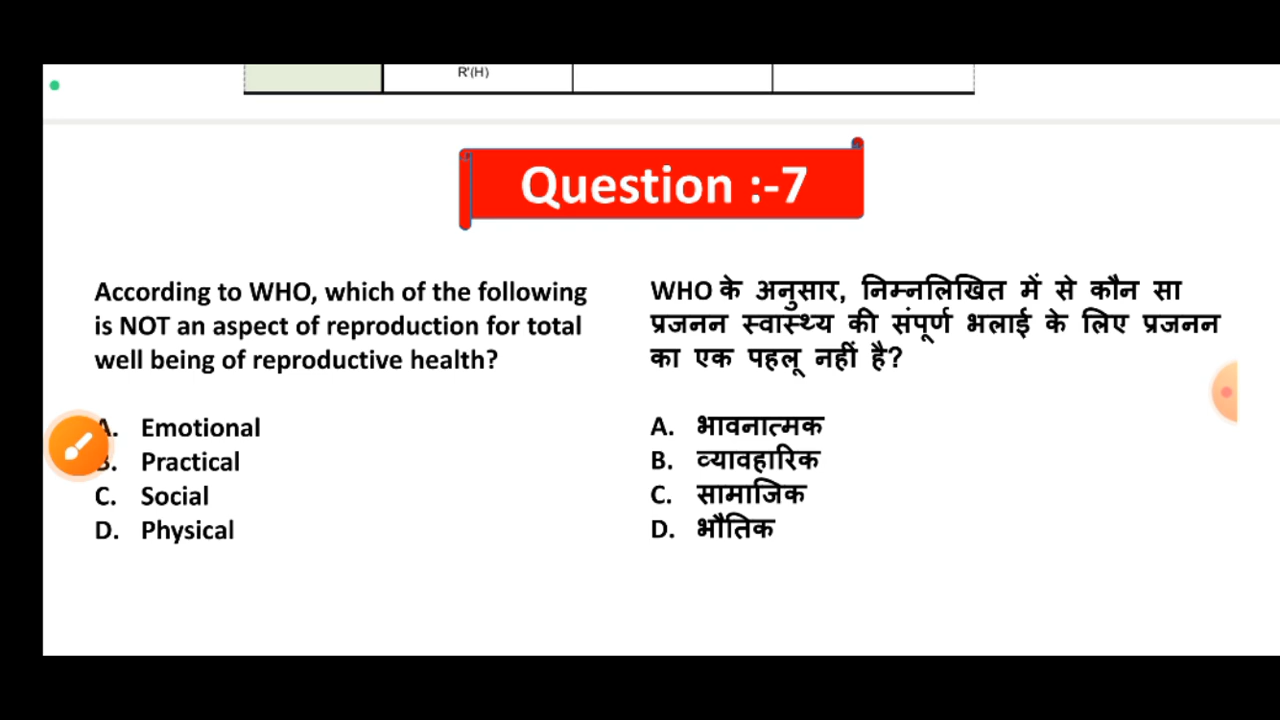 R'(H)
Question :-7
According to WHO, which of the following
is NOT an aspect of reproduction for total
well being of reproductive health?
A. Emotional
B. Practical
C. Social
D. Physical
WHO के अनुसार, निम्नलिखित में से कौन सा
प्रजनन स्वास्थ्य की संपूर्ण भलाई के लिए प्रजनन
का एक पहलू नहीं है?
A. भावनात्मक
B. व्यावहारिक
C. सामाजिक
D. भौतिक